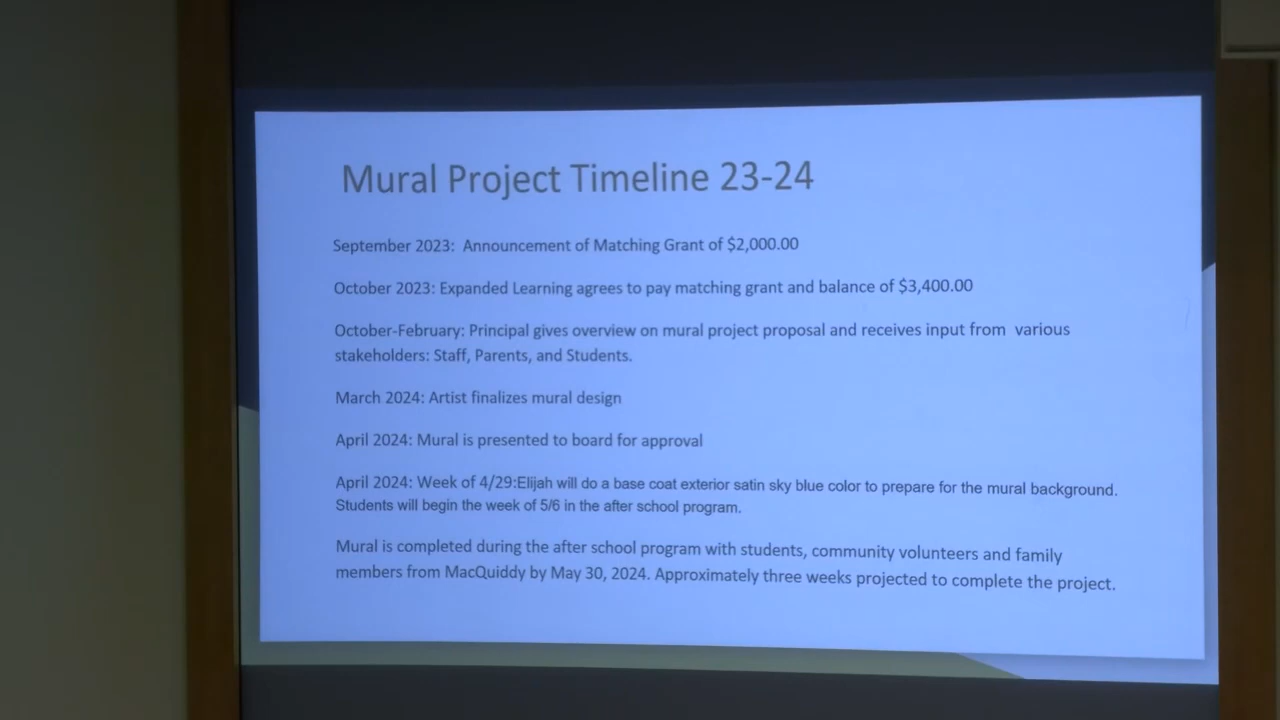 Mural Project Timeline 23-24
September 2023:  Announcement of Matching Grant of $2,000.00
October 2023: Expanded Learning agrees to pay matching grant and balance of $3,400.00
October-February: Principal gives overview on mural project proposal and receives input from  various
stakeholders: Staff, Parents, and Students.
March 2024: Artist finalizes mural design
April 2024: Mural is presented to board for approval
April 2024: Week of 4/29:Elijah will do a base coat exterior satin sky blue color to prepare for the mural background.
Students will begin the week of 5/6 in the after school program.
Mural is completed during the after school program with students, community volunteers and family
members from MacQuiddy by May 30, 2024. Approximately three weeks projected to complete the project.